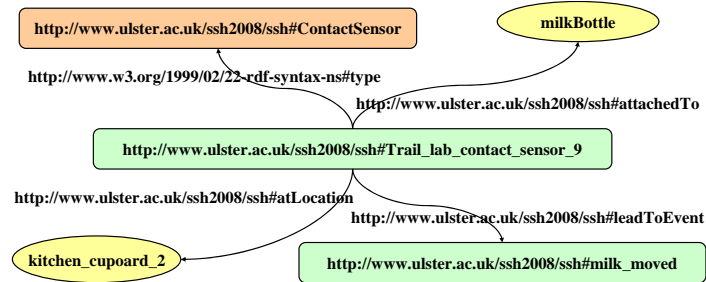 http://www.ulster.ac.uk/ssh2008/ssh#ContactSensor
milkBottle
http://www.w3.org/1999/02/22-rdf-syntax-ns#type
http://www.ulster.ac.uk/ssh2008/ssh#attachedTo
http://www.ulster.ac.uk/ssh2008/ssh#Trail_lab_contact_sensor_9
http://www.ulster.ac.uk/ssh2008/ssh#atLocation
http://www.ulster.ac.uk/ssh2008/ssh#leadToEvent
kitchen_cupoard_2
http://www.ulster.ac.uk/ssh2008/ssh#milk_moved